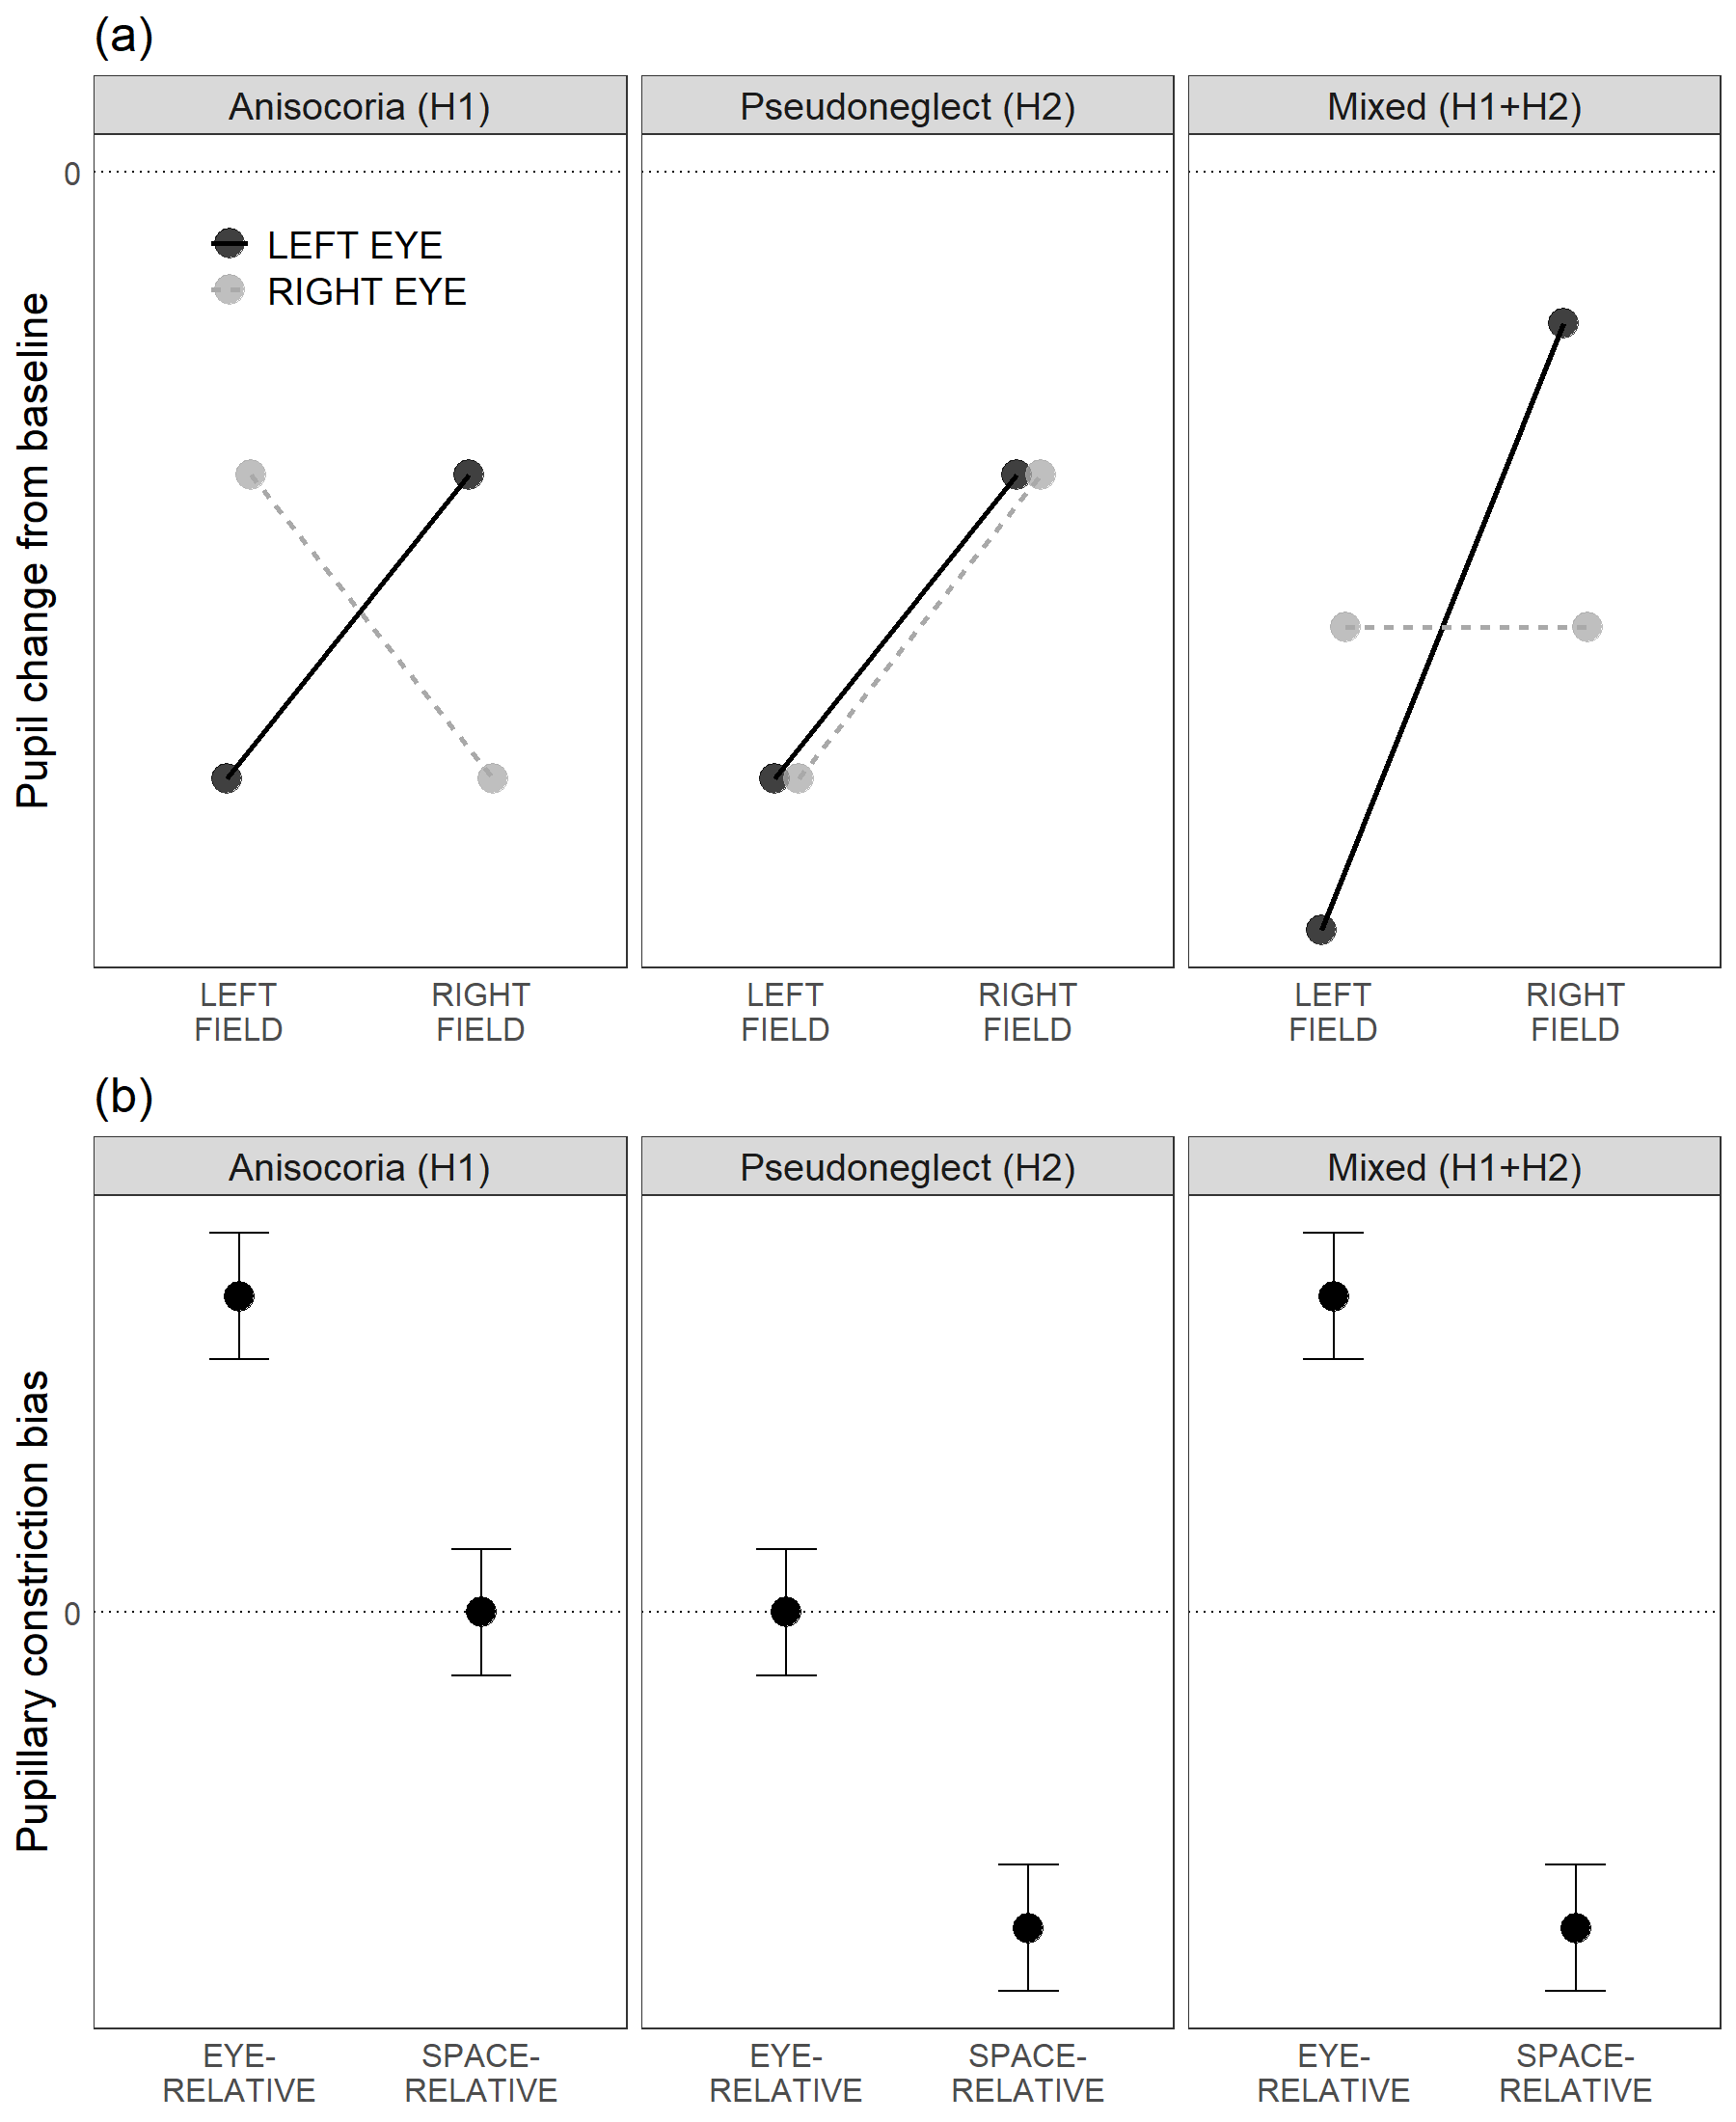 (a)
Anisocoria (H1)
Pseudoneglect (H2)
Mixed (H1+H2)
Pupil change from baseline
0
LEFT EYE
RIGHT EYE
LEFT
FIELD
RIGHT
FIELD
LEFT
FIELD
RIGHT
FIELD
LEFT
FIELD
RIGHT
FIELD
(b)
Anisocoria (H1)
Pseudoneglect (H2)
Mixed (H1+H2)
Pupillary constriction bias
0
EYE-
RELATIVE
SPACE-
RELATIVE
EYE-
RELATIVE
SPACE-
RELATIVE
EYE-
RELATIVE
SPACE-
RELATIVE